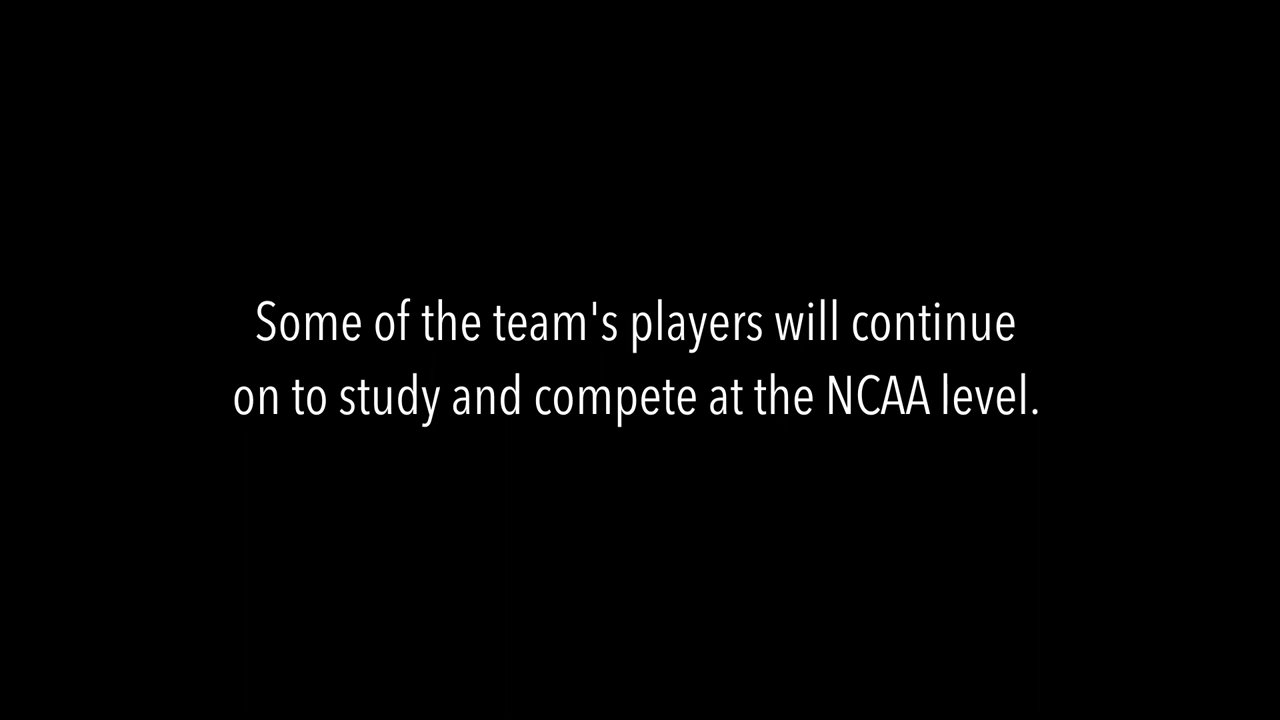 Some of the team's players will continue
on to study and compete at the NCAA level.